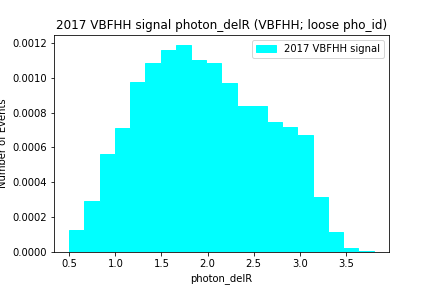 2017 VBFHH signal photon_delR (VBFHH; loose pho_id)
2017 VBFHH signal
0.0012
0.0010
0.0008
0.0006
0.0004
0.0002
0.0000
Number of Events
0.5 1.0 1.5 2.0 2.5 3.0 3.5
photon_delR